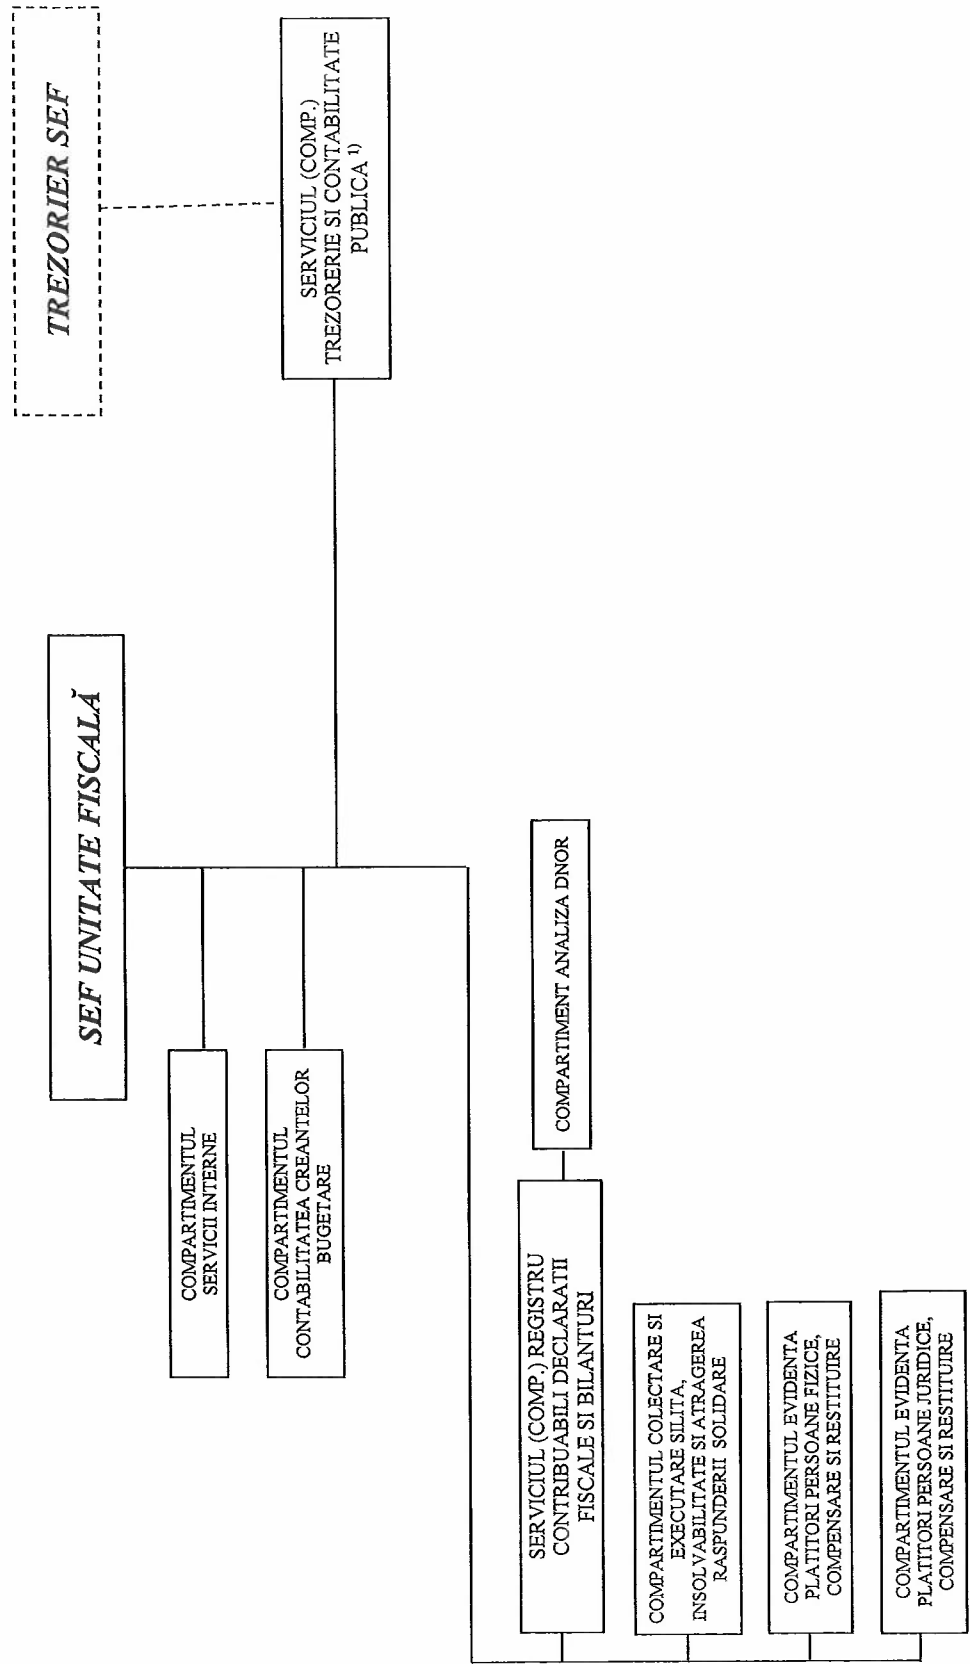 SEF UNITATE FISCALĂ
TREZORIER SEF
COMPARTIMENTUL
SERVICII INTERNE
COMPARTIMENTUL
CONTABILITATEA CREANTELOR
BUGETARE
SERVICIUL (COMP.)
TREZORERIE SI CONTABILITATE
PUBLICA ¹⁾
SERVICIUL (COMP.) REGISTRU
CONTRIBUABILI DECLARATII
FISCALE SI BILANTURI
COMPARTIMENT ANALIZA DNOR
COMPARTIMENTUL COLECTARE SI
EXECUTARE SILITA,
INSOLVABILITATE SI ATRAGEREA
RASPUNDERII SOLIDARE
COMPARTIMENTUL EVIDENTA
PLATITORI PERSOANE FIZICE,
COMPENSARE SI RESTITUIRE
COMPARTIMENTUL EVIDENTA
PLATITORI PERSOANE JURIDICE,
COMPENSARE SI RESTITUIRE